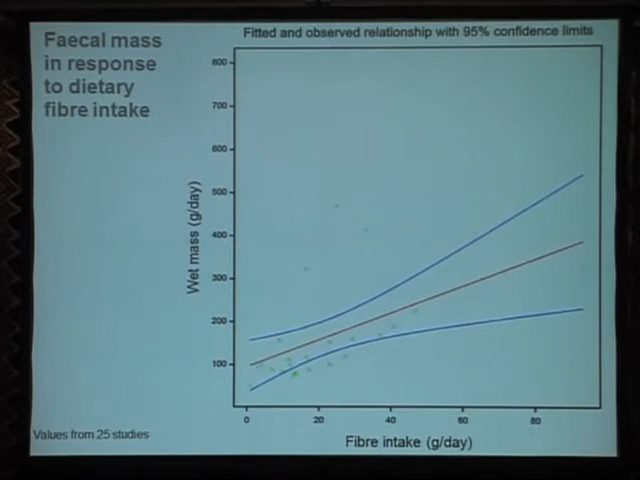 Faecal mass
in response
to dietary
fibre intake
Fitted and observed relationship with 95% confidence limits
800
700
600
500
400
300
200
100
Wet mass (g/day)
0 20 40 60 80
Fibre intake (g/day)
Values from 25 studies